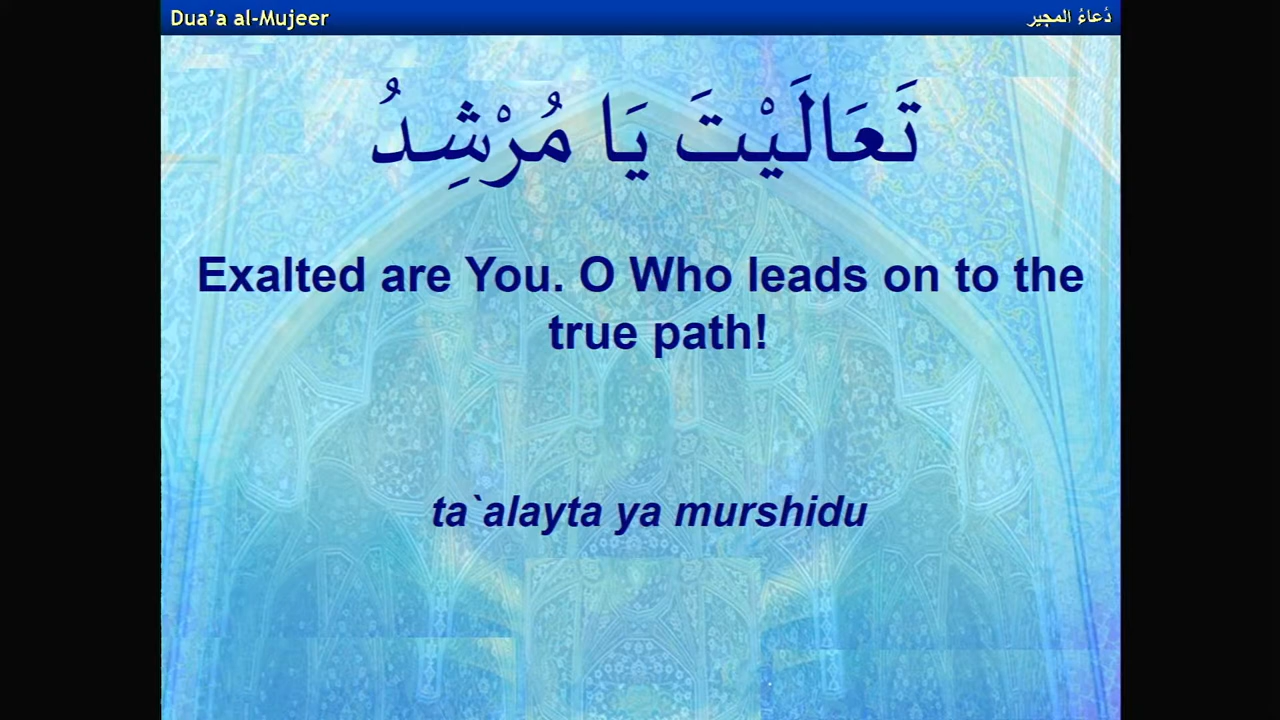 Dua'a al-Mujeer
دُعاءُ المجير
تَعَالَيْتَ يَا مُرْشِدُ
Exalted are You. O Who leads on to the
true path!
ta`alayta ya murshidu